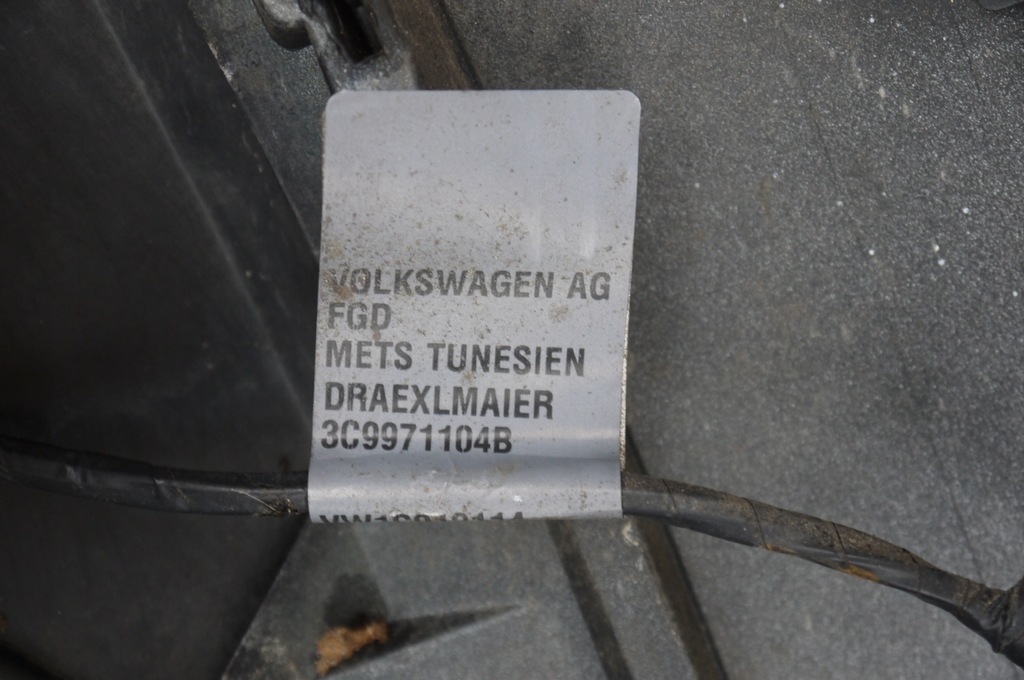 VOLKSWAGEN AG
FGD
METS TUNESIEN
DRAEXLMAIER
3C9971104B